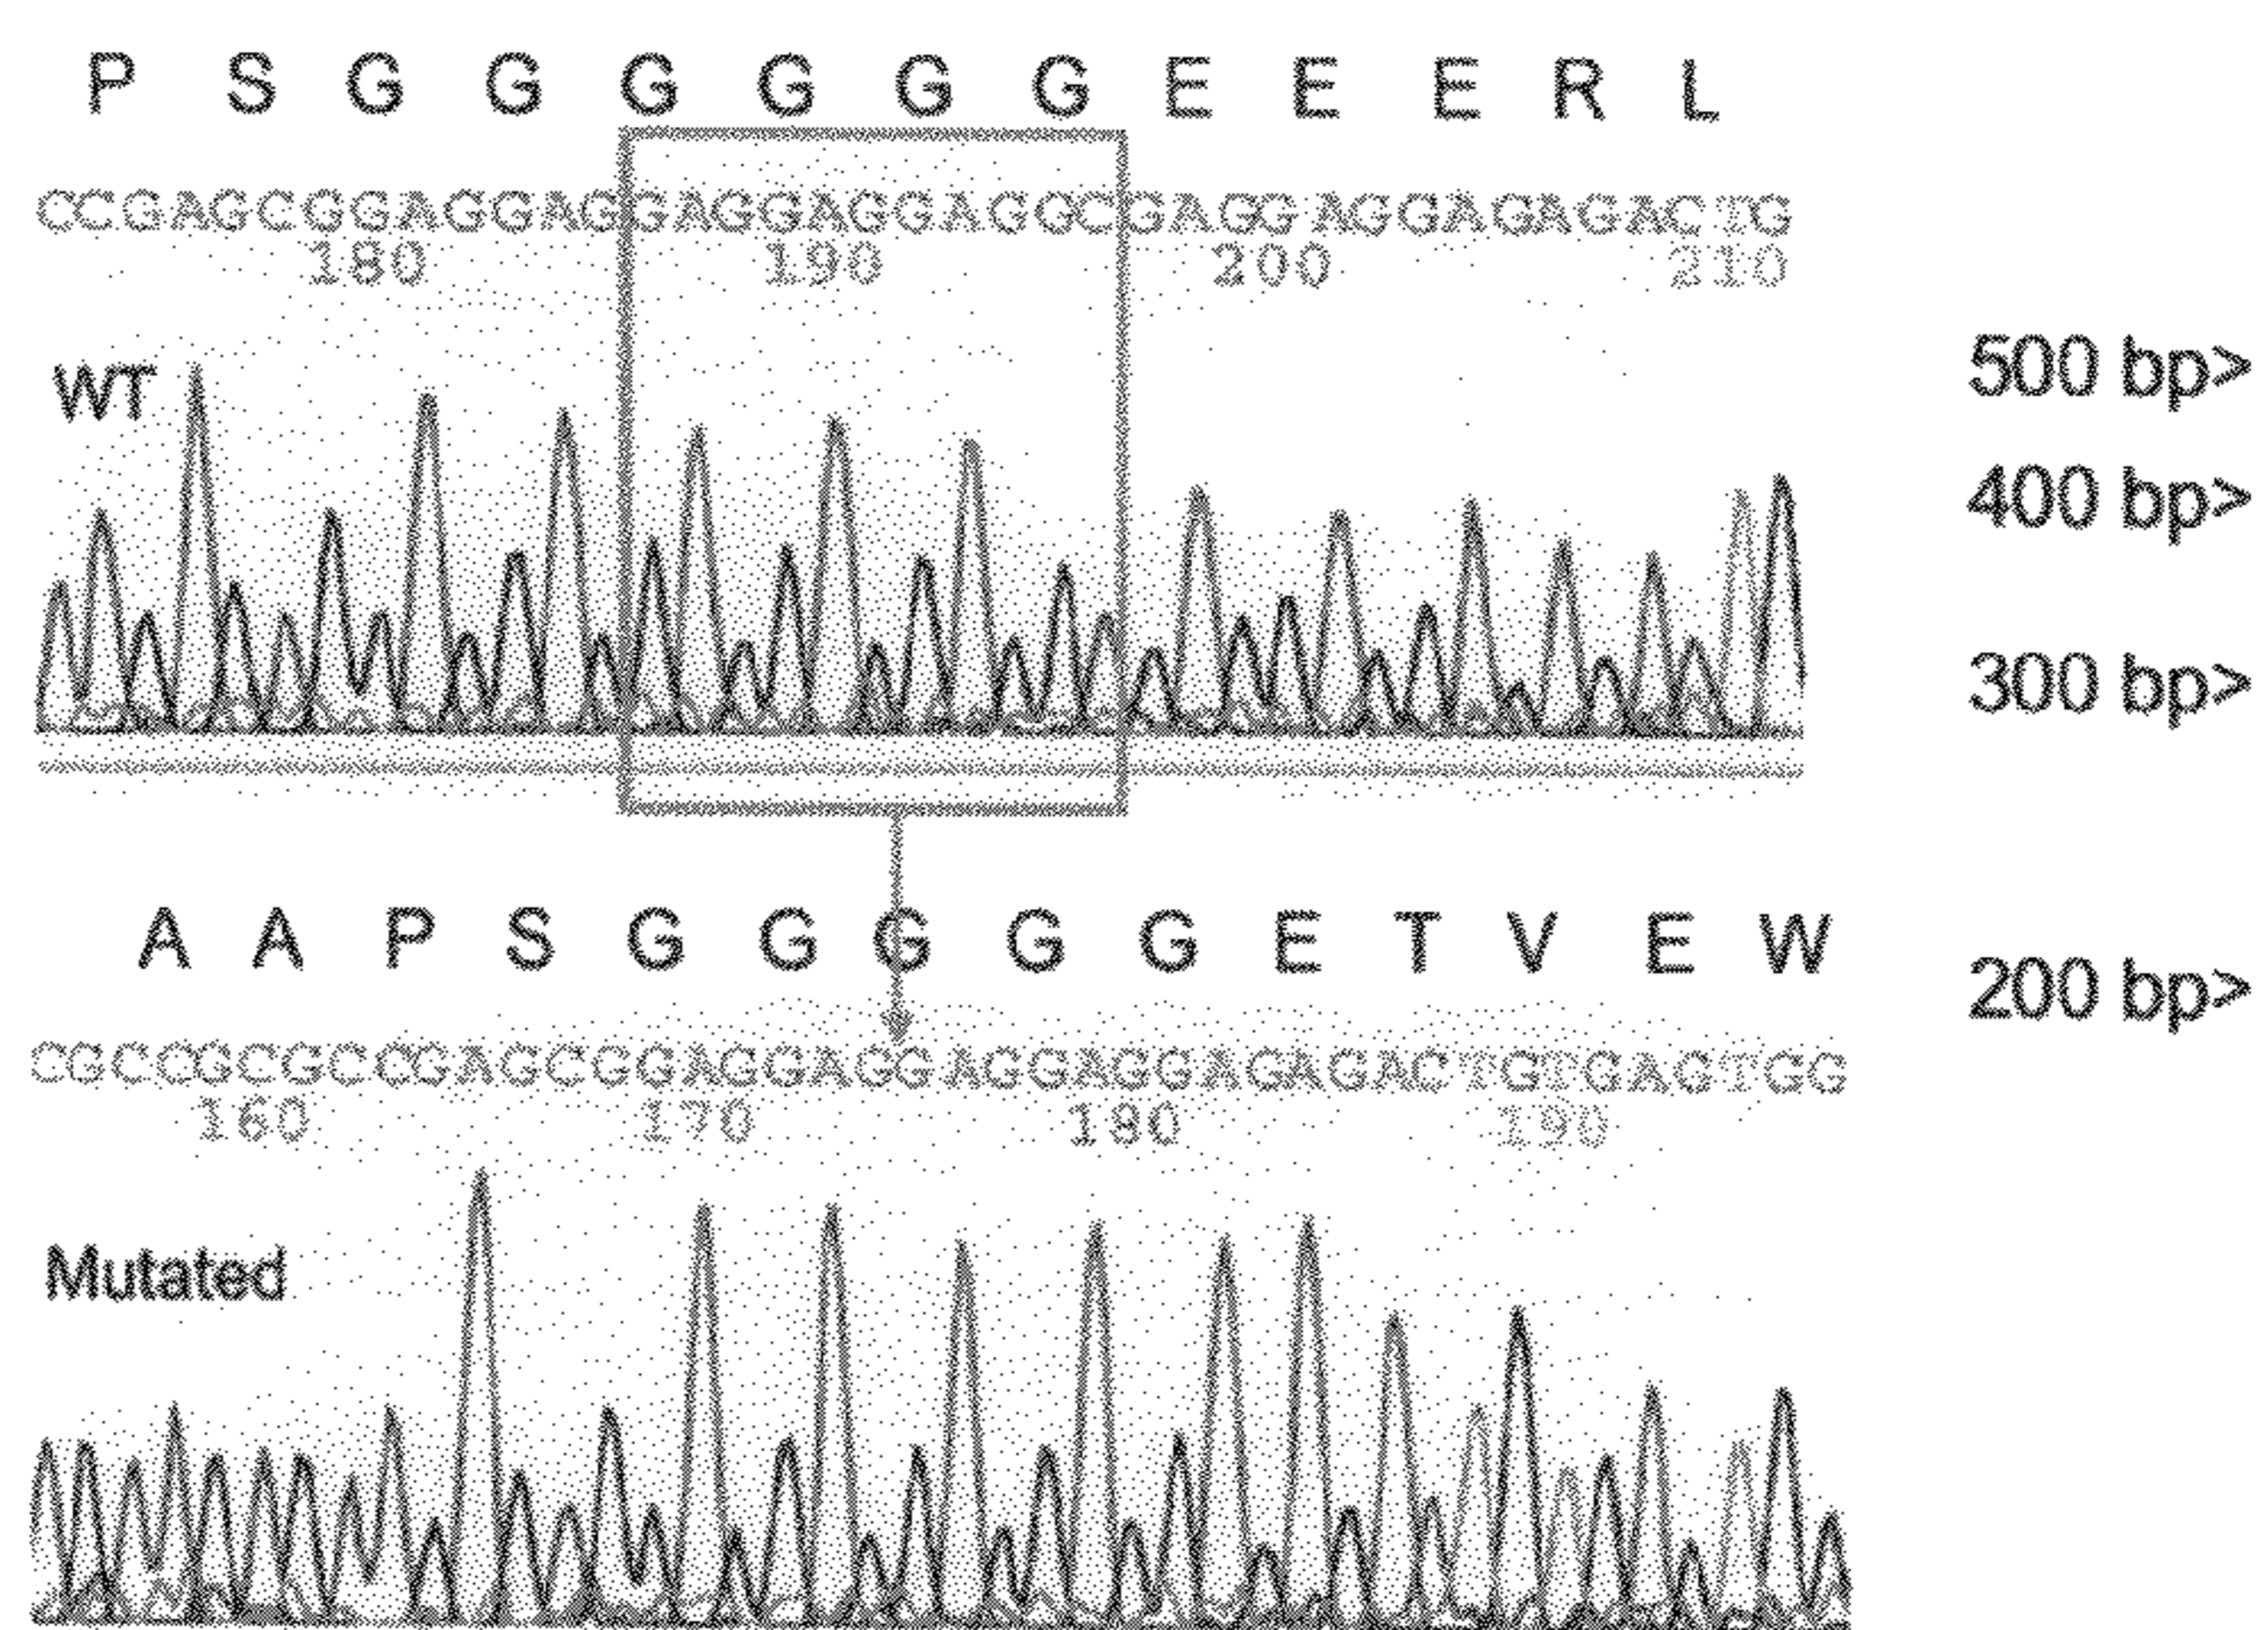 P S G G G G G G E E E R L
CCGAGCGGAGGAGGAGGAGGAGGCGAGGAGGAGAGACTG
180 190 200 210
WT
500 bp>
400 bp>
300 bp>
A A P S G G G G G E T V E W
200 bp>
CGCCGCGCCGAGCGGAGGAGGAGGAGGAGAGACTGTGAGTGG
160 170 180 190
Mutated